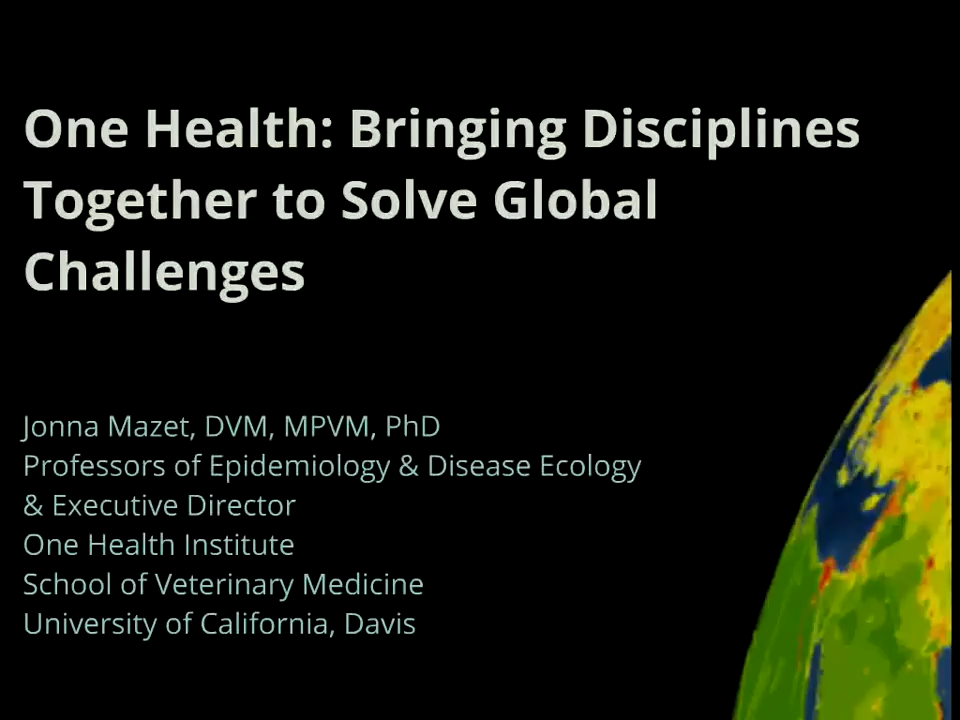 One Health: Bringing Disciplines
Together to Solve Global
Challenges
Jonna Mazet, DVM, MPVM, PhD
Professors of Epidemiology & Disease Ecology
& Executive Director
One Health Institute
School of Veterinary Medicine
University of California, Davis